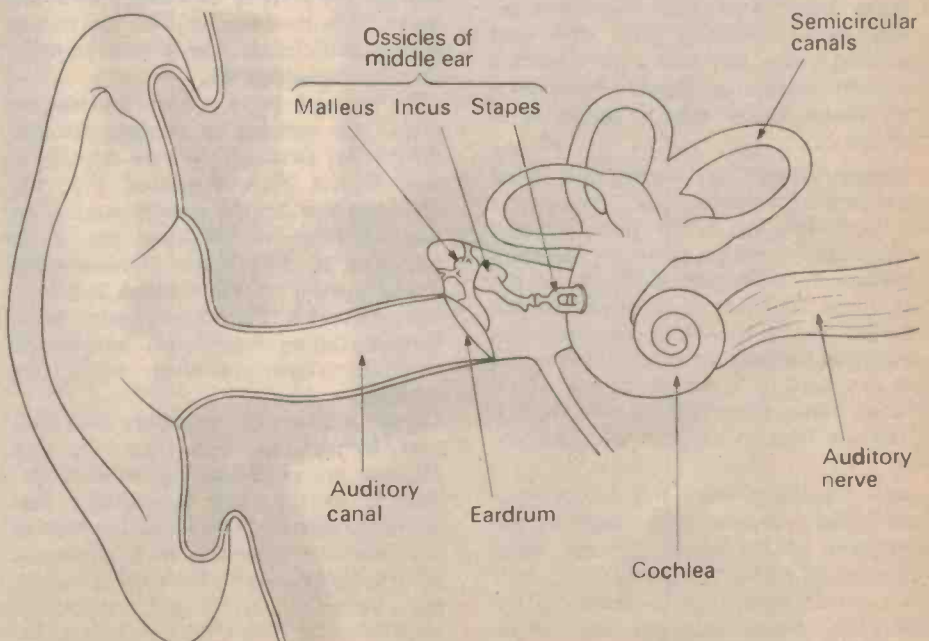 Semicircular
canals
Ossicles of
middle ear
Malleus Incus Stapes
Auditory
canal
Eardrum
Auditory
nerve
Cochlea